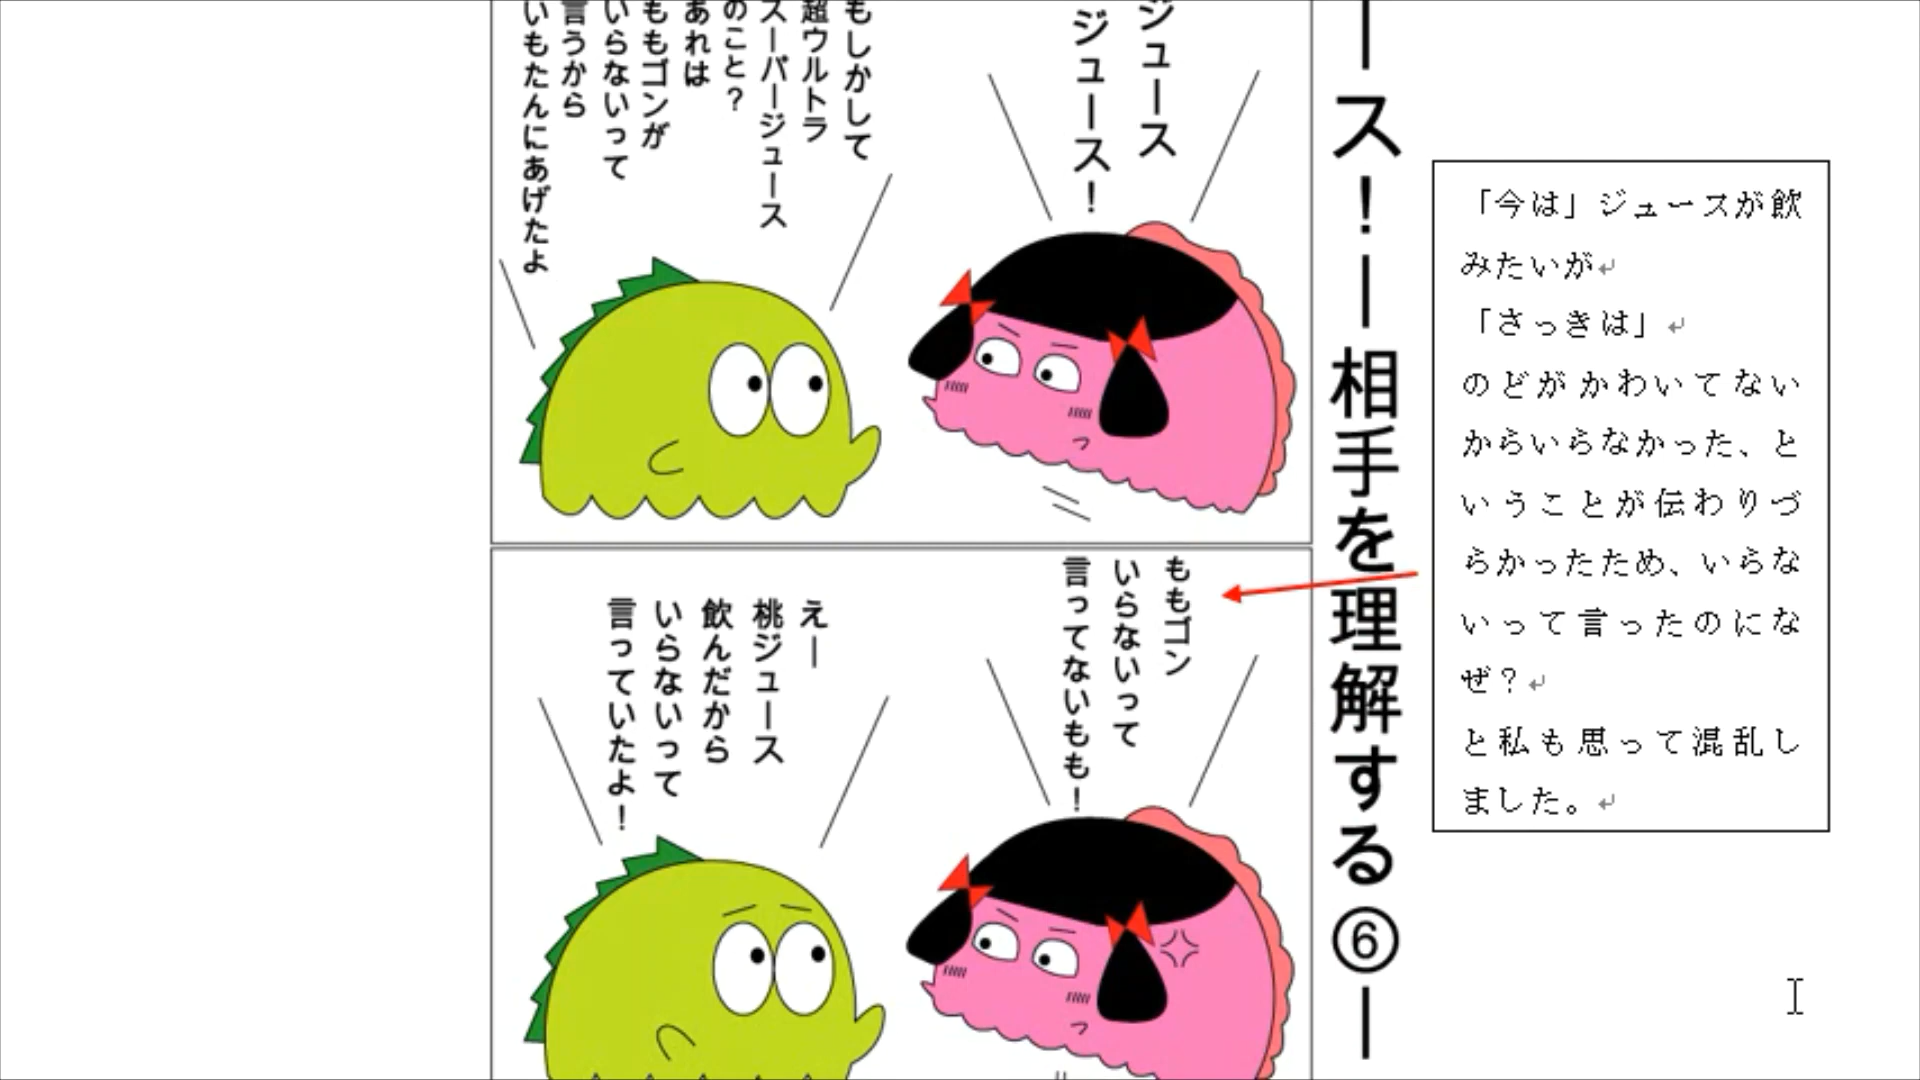 ース！ー相手を理解する⑥ー
ジュース
ジュース！
もしかして
超ウルトラ
スーパージュース
のこと？
あれは
ももゴンが
いらないって
言うから
いもたんにあげたよ
ももゴン
いらないって
言ってないもも！
えー
桃ジュース
飲んだから
いらないって
言っていたよ！
「今は」ジュースが飲
みたいが↵
「さっきは」↵
のどがかわいてない
からいらなかった、と
いうことが伝わりづ
らかったため、いらな
いって言ったのにな
ぜ？↵
と私も思って混乱し
ました。↵